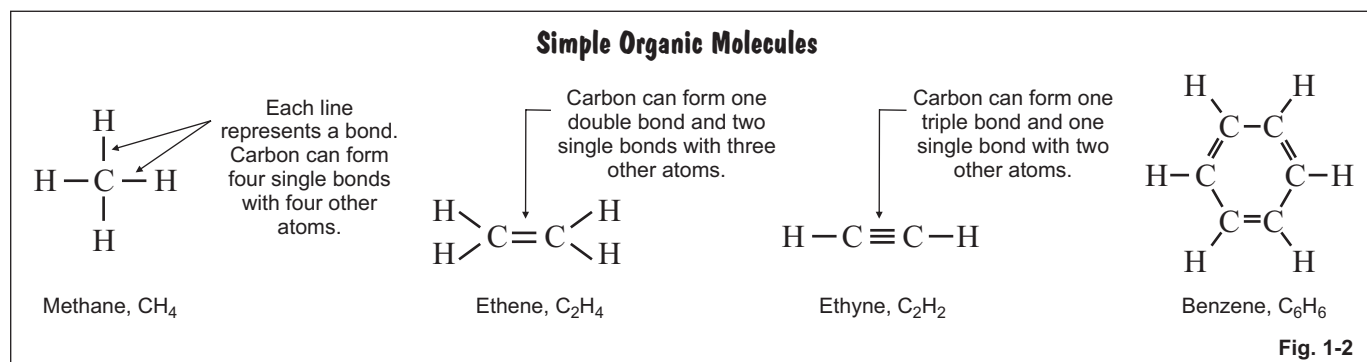 Simple Organic Molecules
Each line
represents a bond.
Carbon can form
four single bonds
with four other
atoms.
H
H – C – H
H
Methane, CH4
Carbon can form one
double bond and two
single bonds with three
other atoms.
H H
C = C
H H
Ethene, C2H4
Carbon can form one
triple bond and one
single bond with two
other atoms.
H – C ≡ C – H
Ethyne, C2H2
H H
C – C
H – C C – H
C = C
H H
Benzene, C6H6
Fig. 1-2